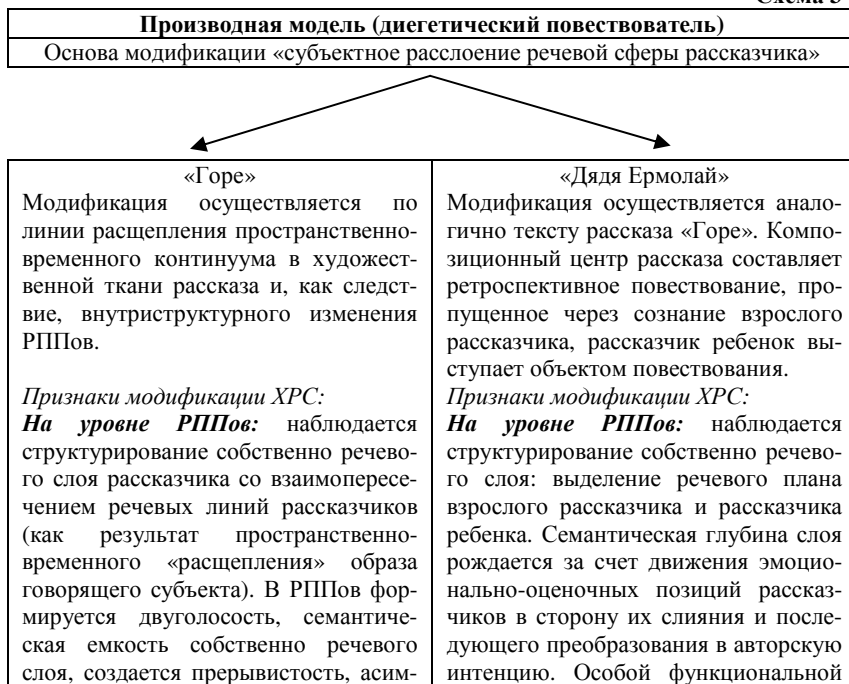 Производная модель (диегетический повествователь)
Основа модификации «субъектное расслоение речевой сферы рассказчика»
«Горе»
Модификация осуществляется по
линии расщепления пространственно-
временного континуума в художест-
венной ткани рассказа и, как следст-
вие, внутриструктурного изменения
РППов.
Признаки модификации ХРС:
На уровне РППов: наблюдается
структурирование собственно речево-
го слоя рассказчика со взаимопересе-
чением речевых линий рассказчиков
(как результат пространственно-
временного «расщепления» образа
говорящего субъекта). В РППов фор-
мируется двуголосость, семантиче-
ская емкость собственно речевого
слоя, создается прерывистость, асим-
«Дядя Ермолай»
Модификация осуществляется анало-
гично тексту рассказа «Горе». Компо-
зиционный центр рассказа составляет
ретроспективное повествование, про-
пущенное через сознание взрослого
рассказчика, рассказчик ребенок вы-
ступает объектом повествования.
Признаки модификации ХРС:
На уровне РППов: наблюдается
структурирование собственно речево-
го слоя: выделение речевого плана
взрослого рассказчика и рассказчика
ребенка. Семантическая глубина слоя
рождается за счет движения эмоцио-
нально-оценочных позиций рассказ-
чиков в сторону их слияния и после-
дующего преобразования в авторскую
интенцию. Особой функциональной